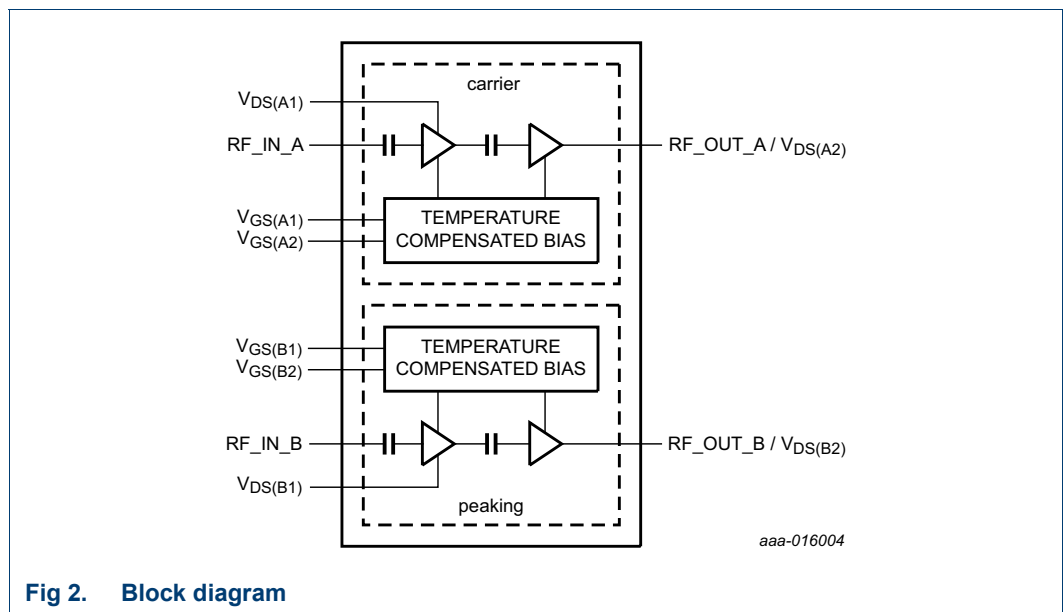 carrier
VDS(A1)
RF_IN_A
RF_OUT_A / VDS(A2)
VGS(A1)
VGS(A2)
TEMPERATURE
COMPENSATED BIAS
VGS(B1)
VGS(B2)
TEMPERATURE
COMPENSATED BIAS
RF_IN_B
RF_OUT_B / VDS(B2)
VDS(B1)
peaking
aaa-016004
Fig 2. Block diagram